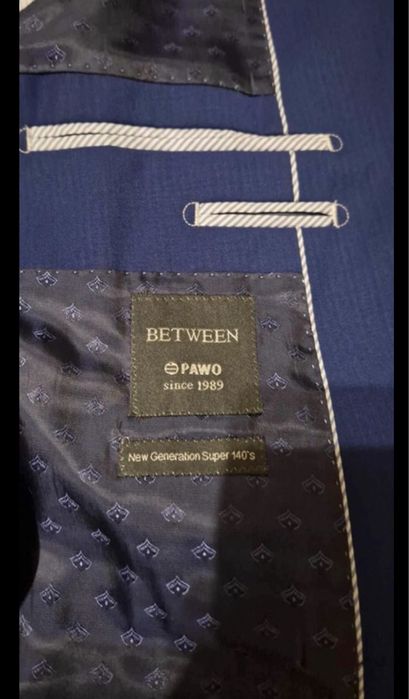 BETWEEN
PAWO
since 1989
New Generation Super 140's